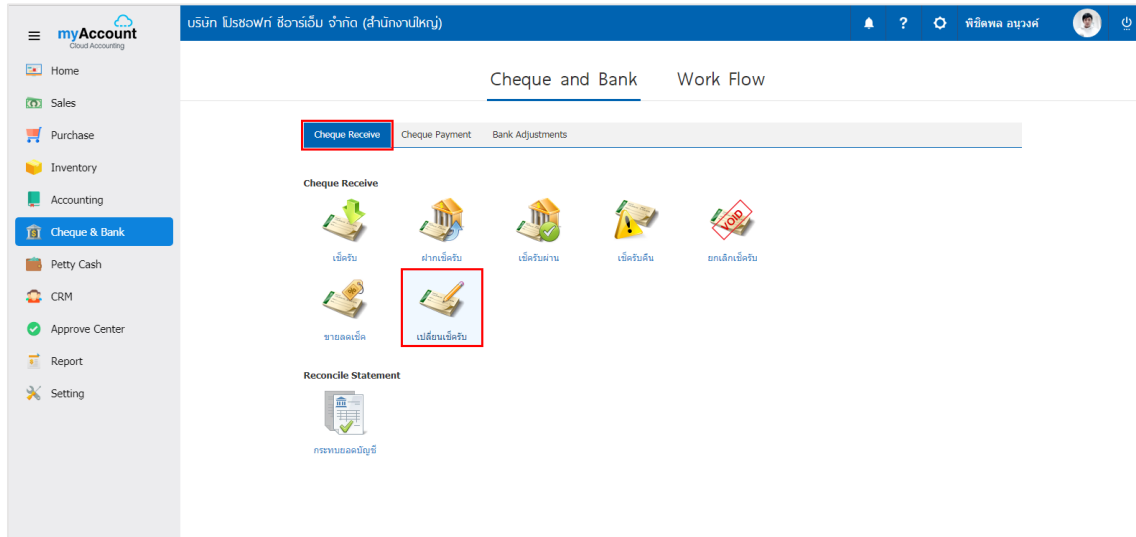 myAccount
Cloud Accounting
บริษัท โปรซอฟท์ ซีอาร์เอ็ม จำกัด (สำนักงานใหญ่)
?
พิชิตพล อนุวงค์
Home
Sales
Purchase
Inventory
Accounting
Cheque & Bank
Petty Cash
CRM
Approve Center
Report
Setting
Cheque and Bank Work Flow
Cheque Receive Cheque Payment Bank Adjustments
Cheque Receive
VOID
เช็ครับ ฝากเช็ครับ เช็ครับผ่าน เช็ครับคืน ยกเลิกเช็ครับ
ขายลดเช็ค เปลี่ยนเช็ครับ
Reconcile Statement
กระทบยอดบัญชี